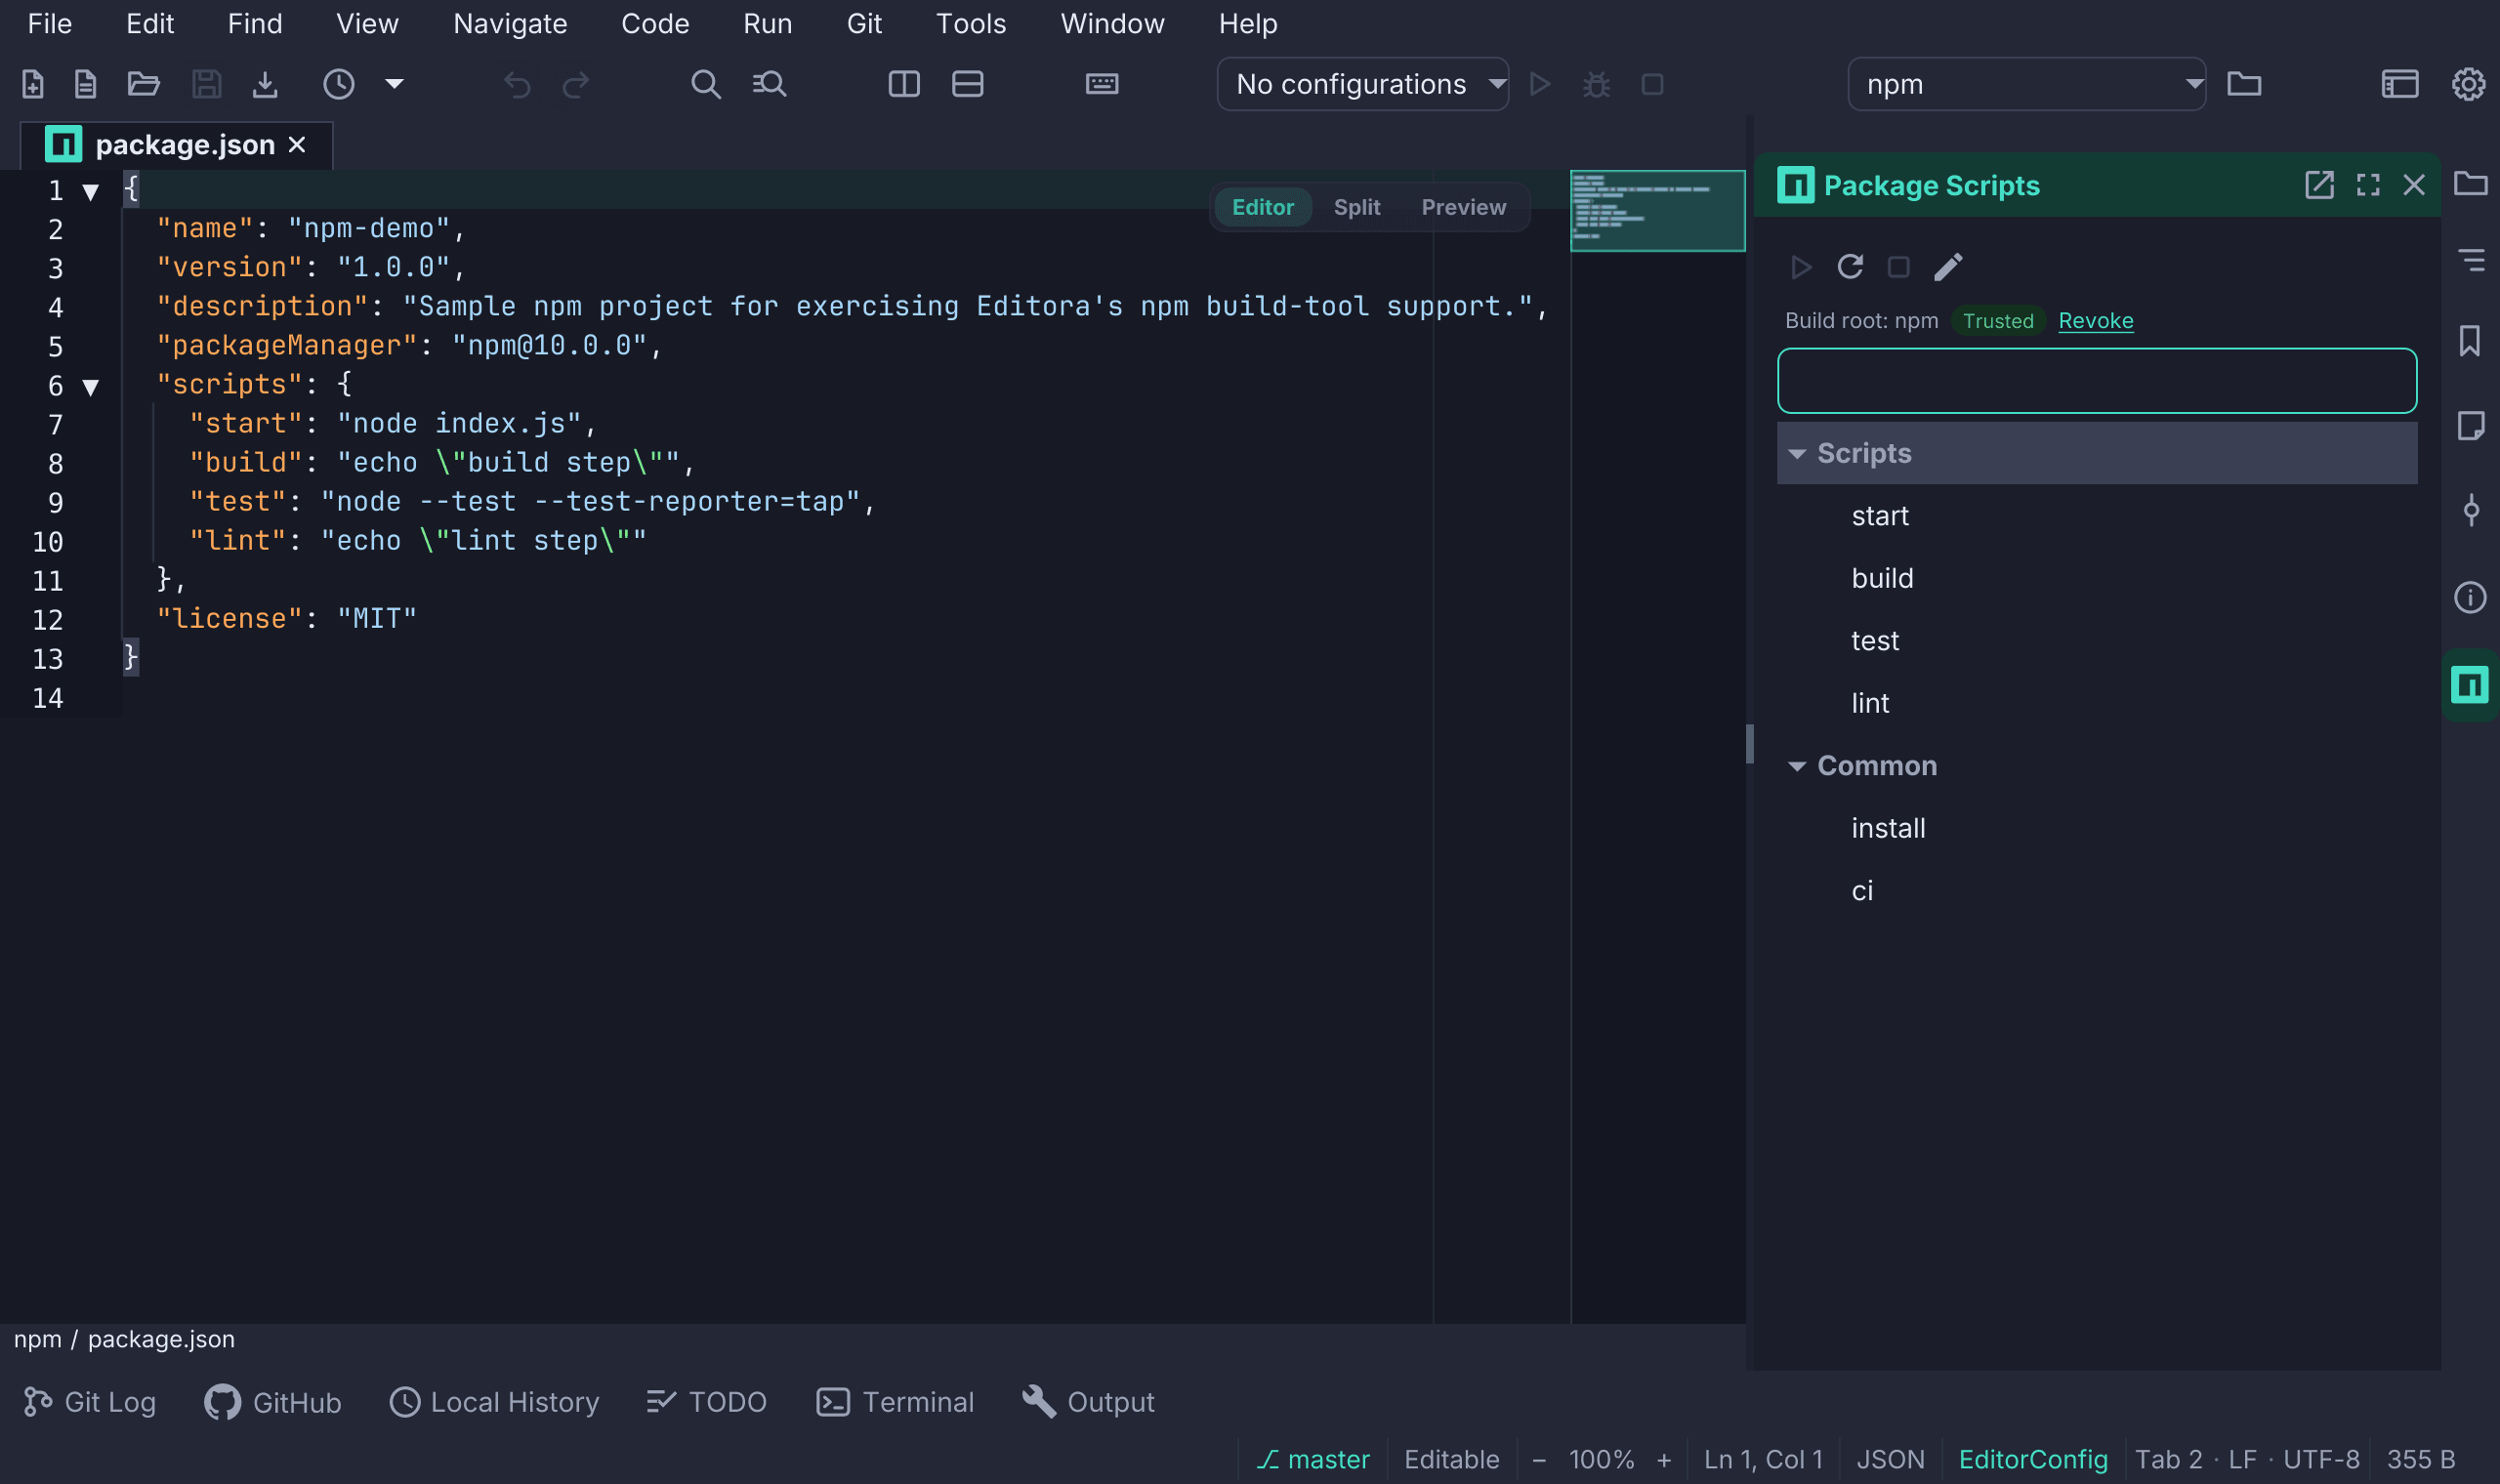 File Edit Find View Navigate Code Run Git Tools Window Help
No configurations npm
package.json
1 {
2 "name": "npm-demo",
3 "version": "1.0.0",
4 "description": "Sample npm project for exercising Editora's npm build-tool support.",
5 "packageManager": "npm@10.0.0",
6 "scripts": {
7 "start": "node index.js",
8 "build": "echo \"build step\"",
9 "test": "node --test --test-reporter=tap",
10 "lint": "echo \"lint step\""
11 },
12 "license": "MIT"
13 }
14
Editor Split Preview
Package Scripts
Build root: npm Trusted Revoke
Scripts
start
build
test
lint
Common
install
ci
npm / package.json
Git Log GitHub Local History TODO Terminal Output
master Editable − 100% + Ln 1, Col 1 JSON EditorConfig Tab 2 · LF · UTF-8 355 B